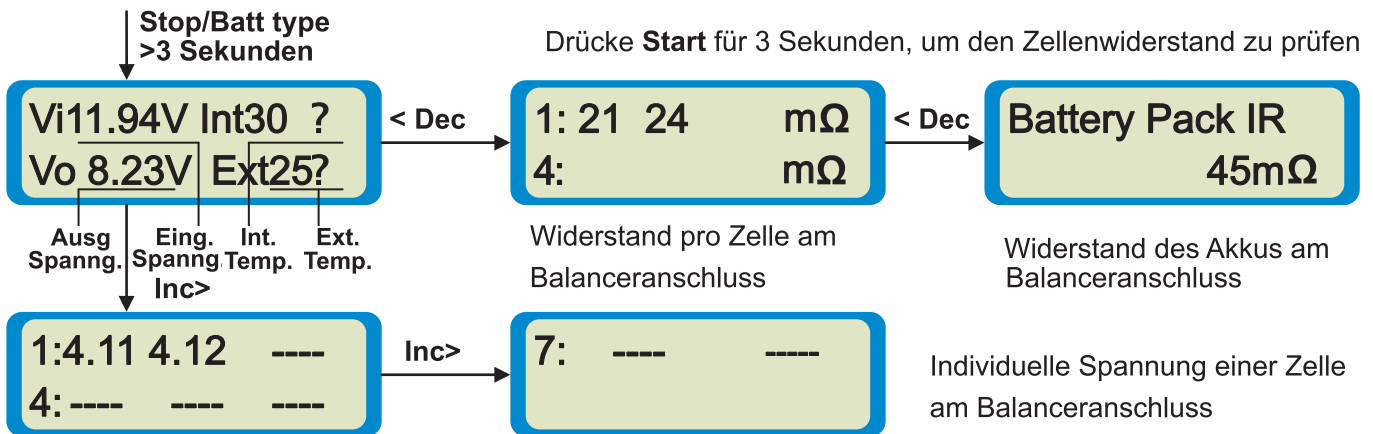 Stop/Batt type
>3 Sekunden
Drücke Start für 3 Sekunden, um den Zellenwiderstand zu prüfen
Vi11.94V Int30 ?
Vo 8.23V Ext25?
< Dec
1: 21 24 mΩ
4: mΩ
< Dec
Battery Pack IR
45mΩ
Ausg
Spanng.
Eing.
Spanng.
Int.
Temp.
Ext.
Temp.
Widerstand pro Zelle am
Balanceranschluss
Widerstand des Akkus am
Balanceranschluss
Inc>
1:4.11 4.12 ----
4: ---- ---- ----
Inc>
7: ---- -----
Individuelle Spannung einer Zelle
am Balanceranschluss